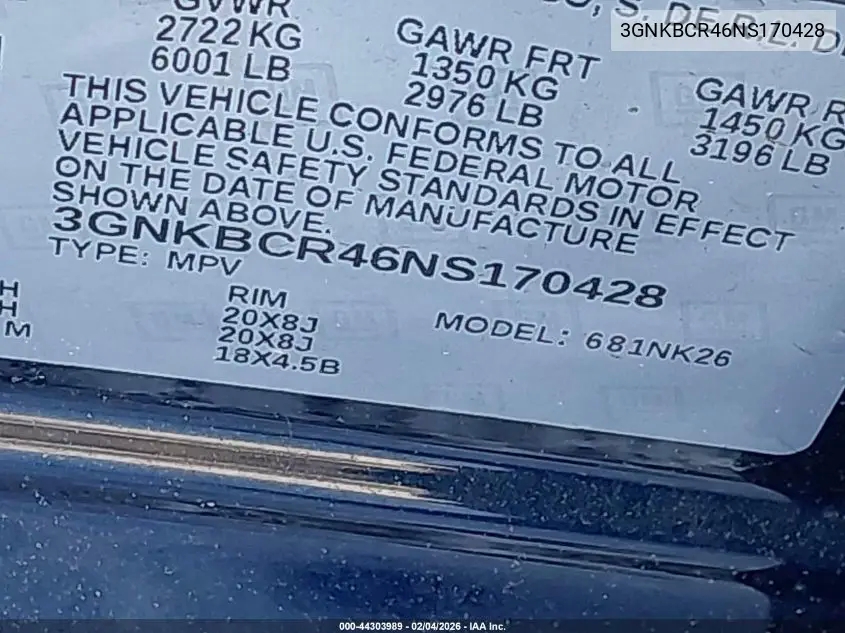 GVWR
2722 KG
6001 LB
GAWR FRT
1350 KG
2976 LB
S. DE R.L. D
3GNKBCR46NS170428
GAWR R
1450 KG
3196 LB
THIS VEHICLE CONFORMS TO ALL
APPLICABLE U.S. FEDERAL MOTOR
VEHICLE SAFETY STANDARDS IN EFFECT
ON THE DATE OF MANUFACTURE
SHOWN ABOVE.
3GNKBCR46NS170428
TYPE: MPV
H
H
M
RIM
20X8J
20X8J
18X4.5B
MODEL: 681NK26
000-44303989 - 02/04/2026 - IAA Inc.